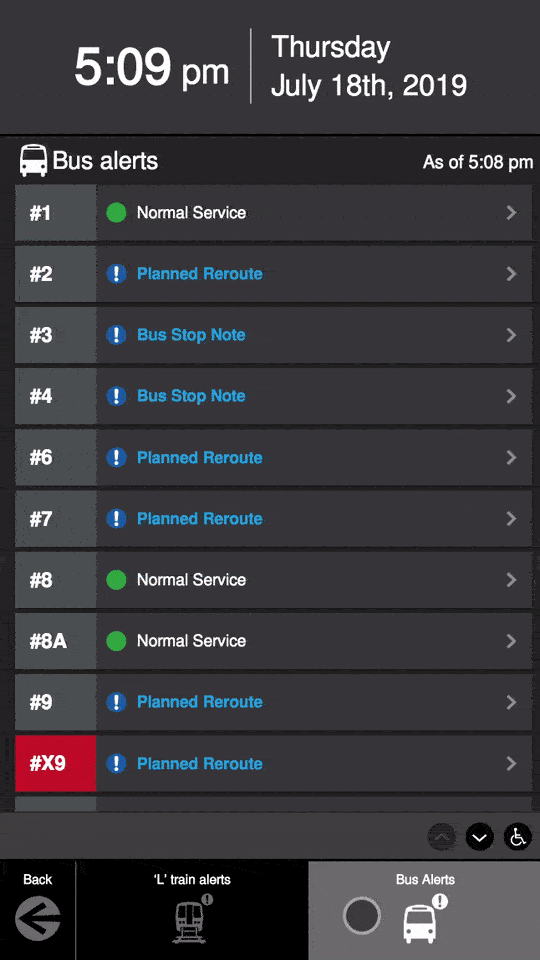 5:09 pm
Thursday
July 18th, 2019
Bus alerts
As of 5:08 pm
#1 Normal Service
#2 Planned Reroute
#3 Bus Stop Note
#4 Bus Stop Note
#6 Planned Reroute
#7 Planned Reroute
#8 Normal Service
#8A Normal Service
#9 Planned Reroute
#X9 Planned Reroute
Back
'L' train alerts
Bus Alerts